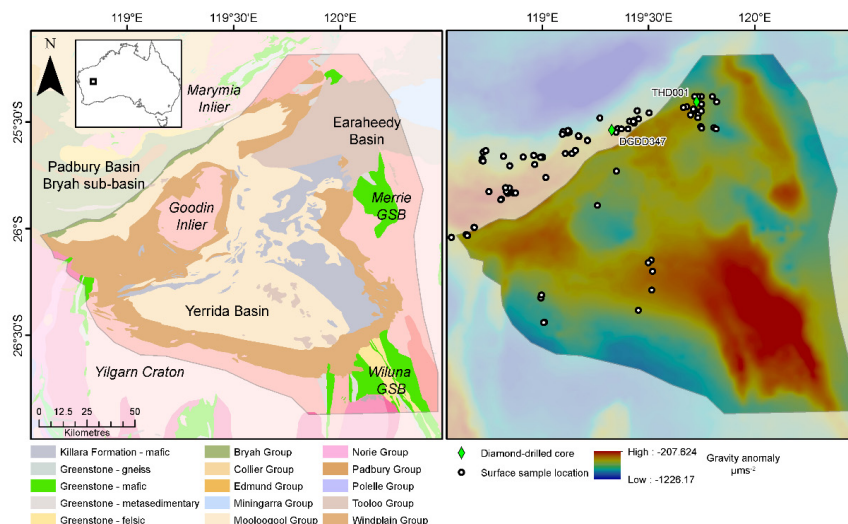 119°E
119°30'E
120°E
119°E
119°30'E
120°E
N
Marymia
Inlier
25°30'S
Earaheedy
Basin
Padbury Basin
Bryah sub-basin
Goodin
Inlier
Merrie
GSB
26°S
Yerrida Basin
26°30'S
Yilgarn Craton
Wiluna
GSB
0 12.5 25 50
Kilometres
THD001
DGDD347
Killara Formation - mafic
Greenstone - gneiss
Greenstone - mafic
Greenstone - metasedimentary
Greenstone - felsic
Bryah Group
Collier Group
Edmund Group
Miningarra Group
Mooloogool Group
Norie Group
Padbury Group
Polelle Group
Tooloo Group
Windplain Group
Diamond-drilled core
Surface sample location
High : -207.624
Low : -1226.17
Gravity anomaly
µms⁻²